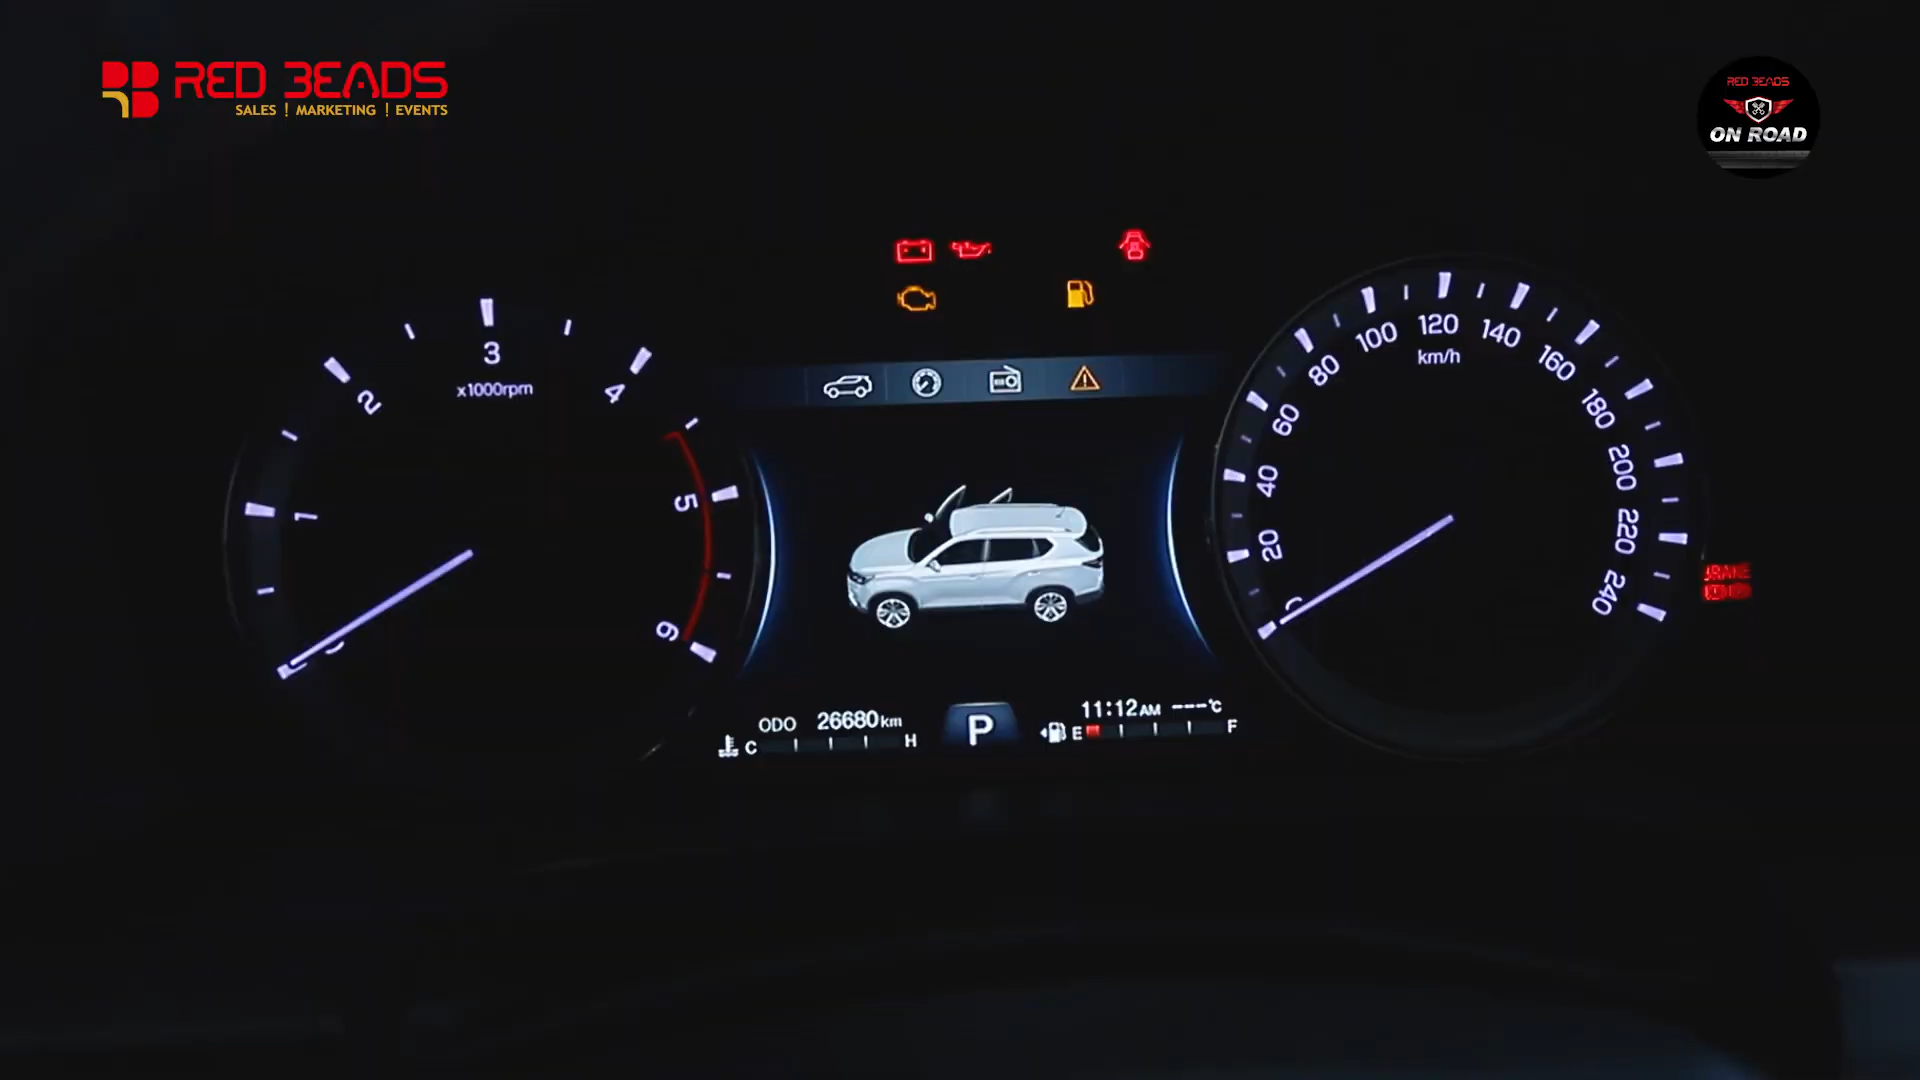 RED BEADS
SALES | MARKETING | EVENTS
RED BEADS
ON ROAD
1
2
3
4
5
6
x1000rpm
20
40
60
80
100
120
140
160
180
200
220
240
km/h
BRAKE
ODO 26680km
C H
P
11:12AM ---°C
E F